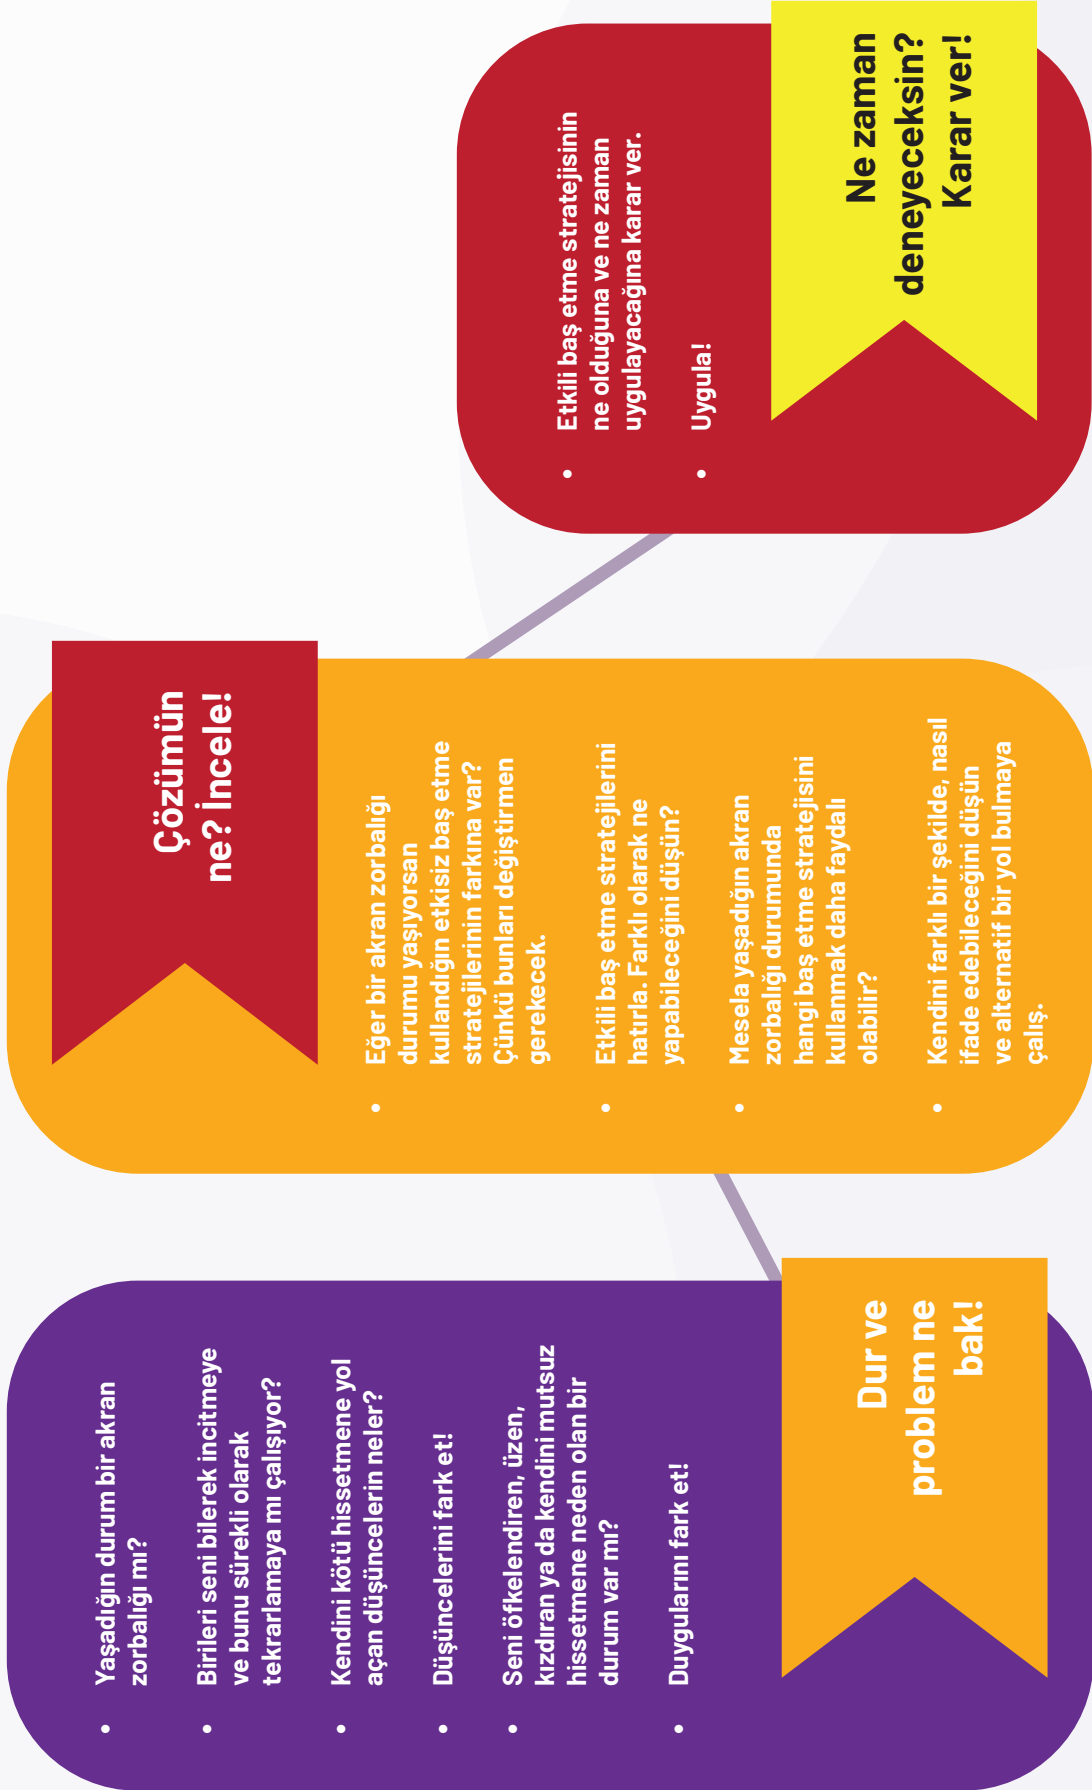 Yaşadığın durum bir akran
zorbalığı mı?
Birileri seni bilerek incitmeye
ve bunu sürekli olarak
tekrarlamaya mı çalışıyor?
Kendini kötü hissetmene yol
açan düşüncelerin neler?
Düşüncelerini fark et!
Seni öfkelendiren, üzen,
kızdıran ya da kendini mutsuz
hissetmene neden olan bir
durum var mı?
Duygularını fark et!
Dur ve
problem ne
bak!
Çözümün
ne? İncele!
Eğer bir akran zorbalığı
durumu yaşıyorsan
kullandığın etkisiz baş etme
stratejilerinin farkına var?
Çünkü bunları değiştirmen
gerekecek.
Etkili baş etme stratejilerini
hatırla. Farklı olarak ne
yapabileceğini düşün?
Mesela yaşadığın akran
zorbalığı durumunda
hangi baş etme stratejisini
kullanmak daha faydalı
olabilir?
Kendini farklı bir şekilde, nasıl
ifade edebileceğini düşün
ve alternatif bir yol bulmaya
çalış.
Etkili baş etme stratejisinin
ne olduğuna ve ne zaman
uygulayacağına karar ver.
Uygula!
Ne zaman
deneyeceksin?
Karar ver!